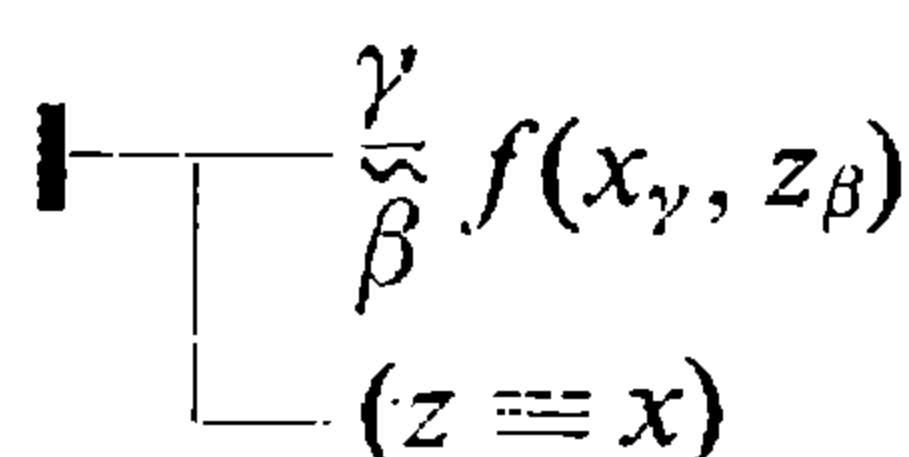 γ
β f(x_γ, z_β)
(z ≡ x)